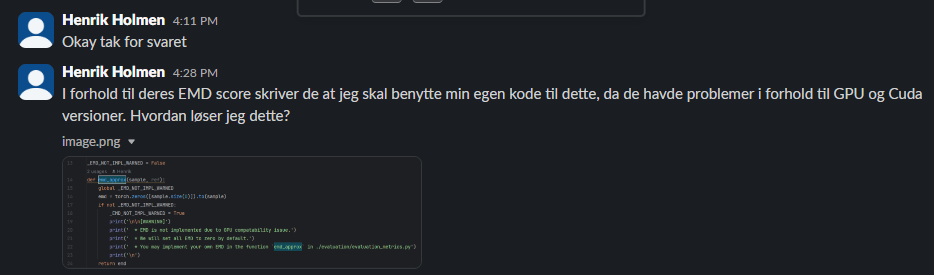 Henrik Holmen 4:11 PM
Okay tak for svaret
Henrik Holmen 4:28 PM
I forhold til deres EMD score skriver de at jeg skal benytte min egen kode til dette, da de havde problemer i forhold til GPU og Cuda
versioner. Hvordan løser jeg dette?
image.png
_EMD_NOT_IMPL_WARNED = False
def emd_approx(sample, ref):
global _EMD_NOT_IMPL_WARNED
emd = torch.zeros([sample.size(0)]).to(sample)
if not _EMD_NOT_IMPL_WARNED:
_EMD_NOT_IMPL_WARNED = True
print('\n\n[WARNING]')
print(' * EMD is not implemented due to GPU compatability issue.')
print(' * We will set all EMD to zero by default.')
print(' * You may implement your own EMD in the function `emd_approx` in ./evaluation/evaluation_metrics.py')
print('\n')
return emd